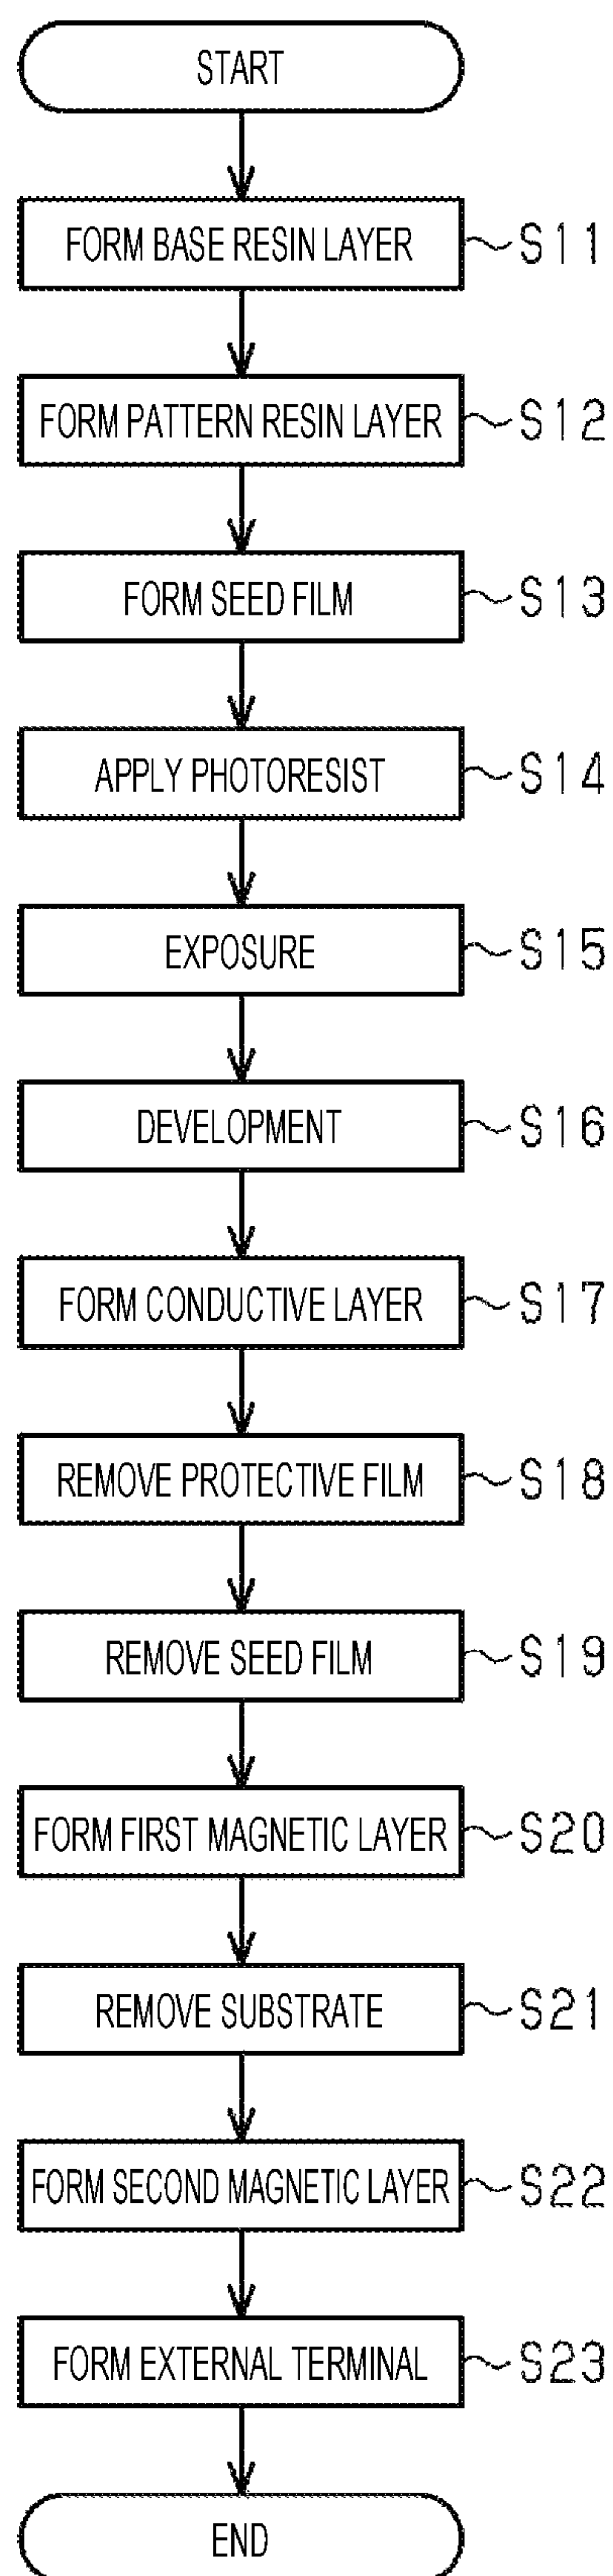 START
FORM BASE RESIN LAYER S11
FORM PATTERN RESIN LAYER S12
FORM SEED FILM S13
APPLY PHOTORESIST S14
EXPOSURE S15
DEVELOPMENT S16
FORM CONDUCTIVE LAYER S17
REMOVE PROTECTIVE FILM S18
REMOVE SEED FILM S19
FORM FIRST MAGNETIC LAYER S20
REMOVE SUBSTRATE S21
FORM SECOND MAGNETIC LAYER S22
FORM EXTERNAL TERMINAL S23
END